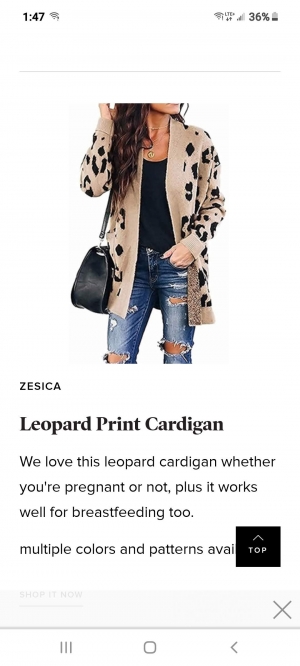 1:47 LTE 36%
ZESICA
Leopard Print Cardigan
We love this leopard cardigan whether
you're pregnant or not, plus it works
well for breastfeeding too.
multiple colors and patterns avai
TOP
SHOP IT NOW